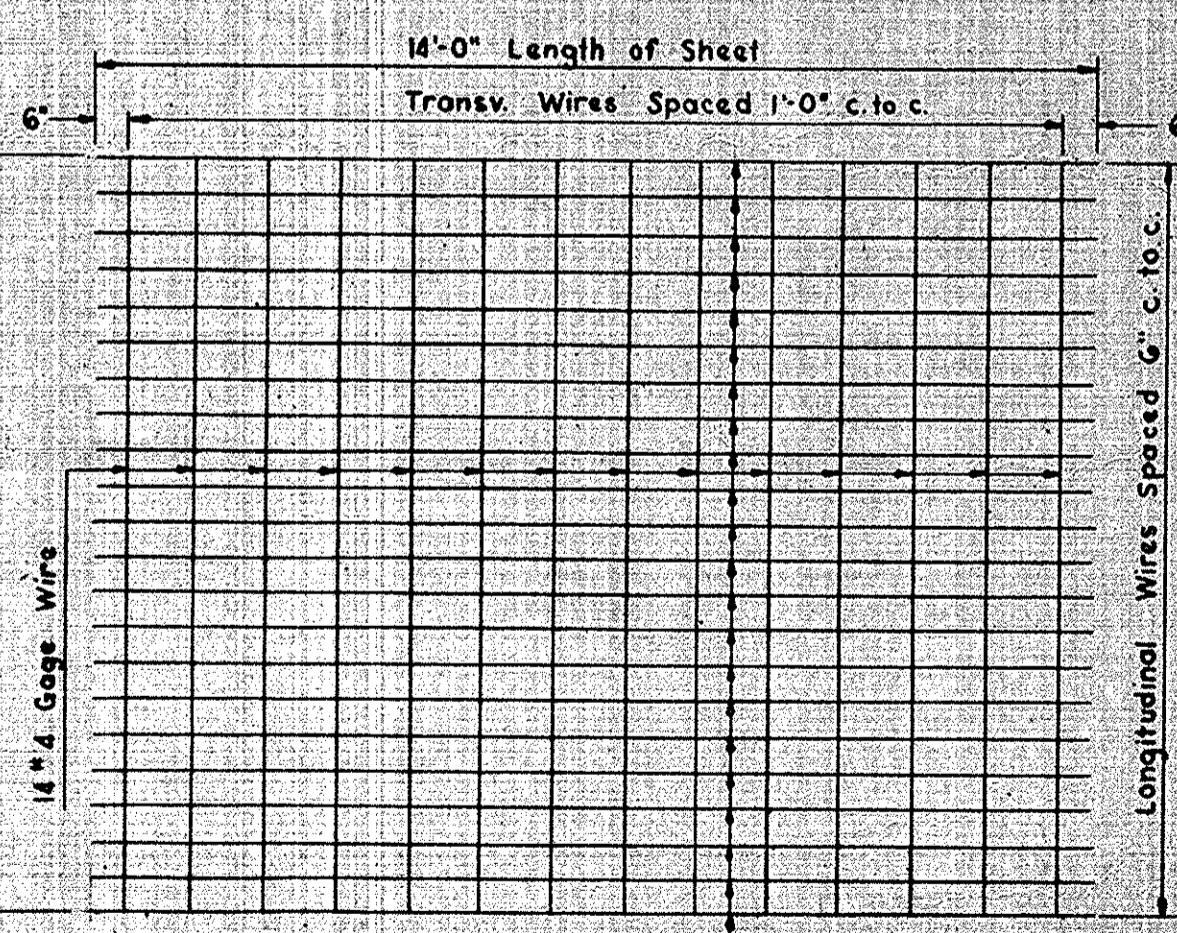 14'-0" Length of Sheet
Transv. Wires Spaced 1'-0" c. to c.
6"
14 #4 Gage Wire
Longitudinal Wires Spaced 6" c. to c.